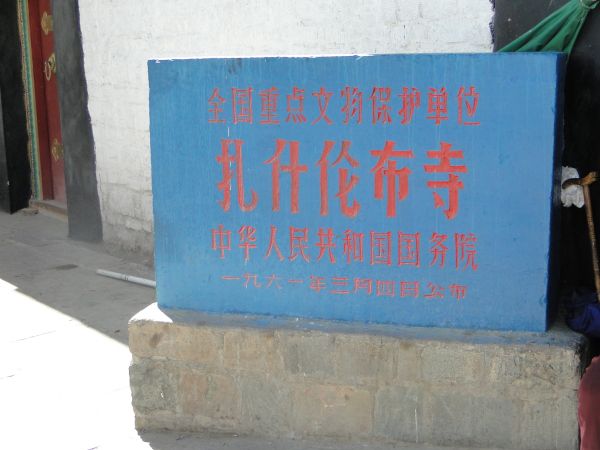 全国重点文物保护单位
扎什伦布寺
中华人民共和国国务院
一九六一年三月四日公布